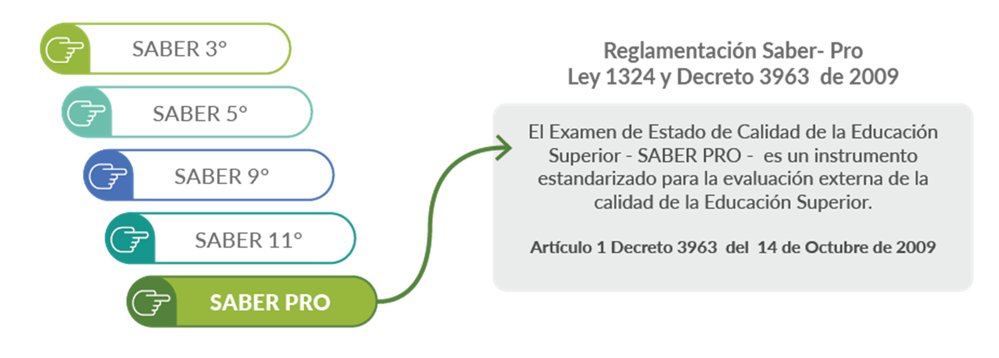 SABER 3°
SABER 5°
SABER 9°
SABER 11°
SABER PRO
Reglamentación Saber- Pro
Ley 1324 y Decreto 3963 de 2009
El Examen de Estado de Calidad de la Educación
Superior - SABER PRO - es un instrumento
estandarizado para la evaluación externa de la
calidad de la Educación Superior.
Artículo 1 Decreto 3963 del 14 de Octubre de 2009